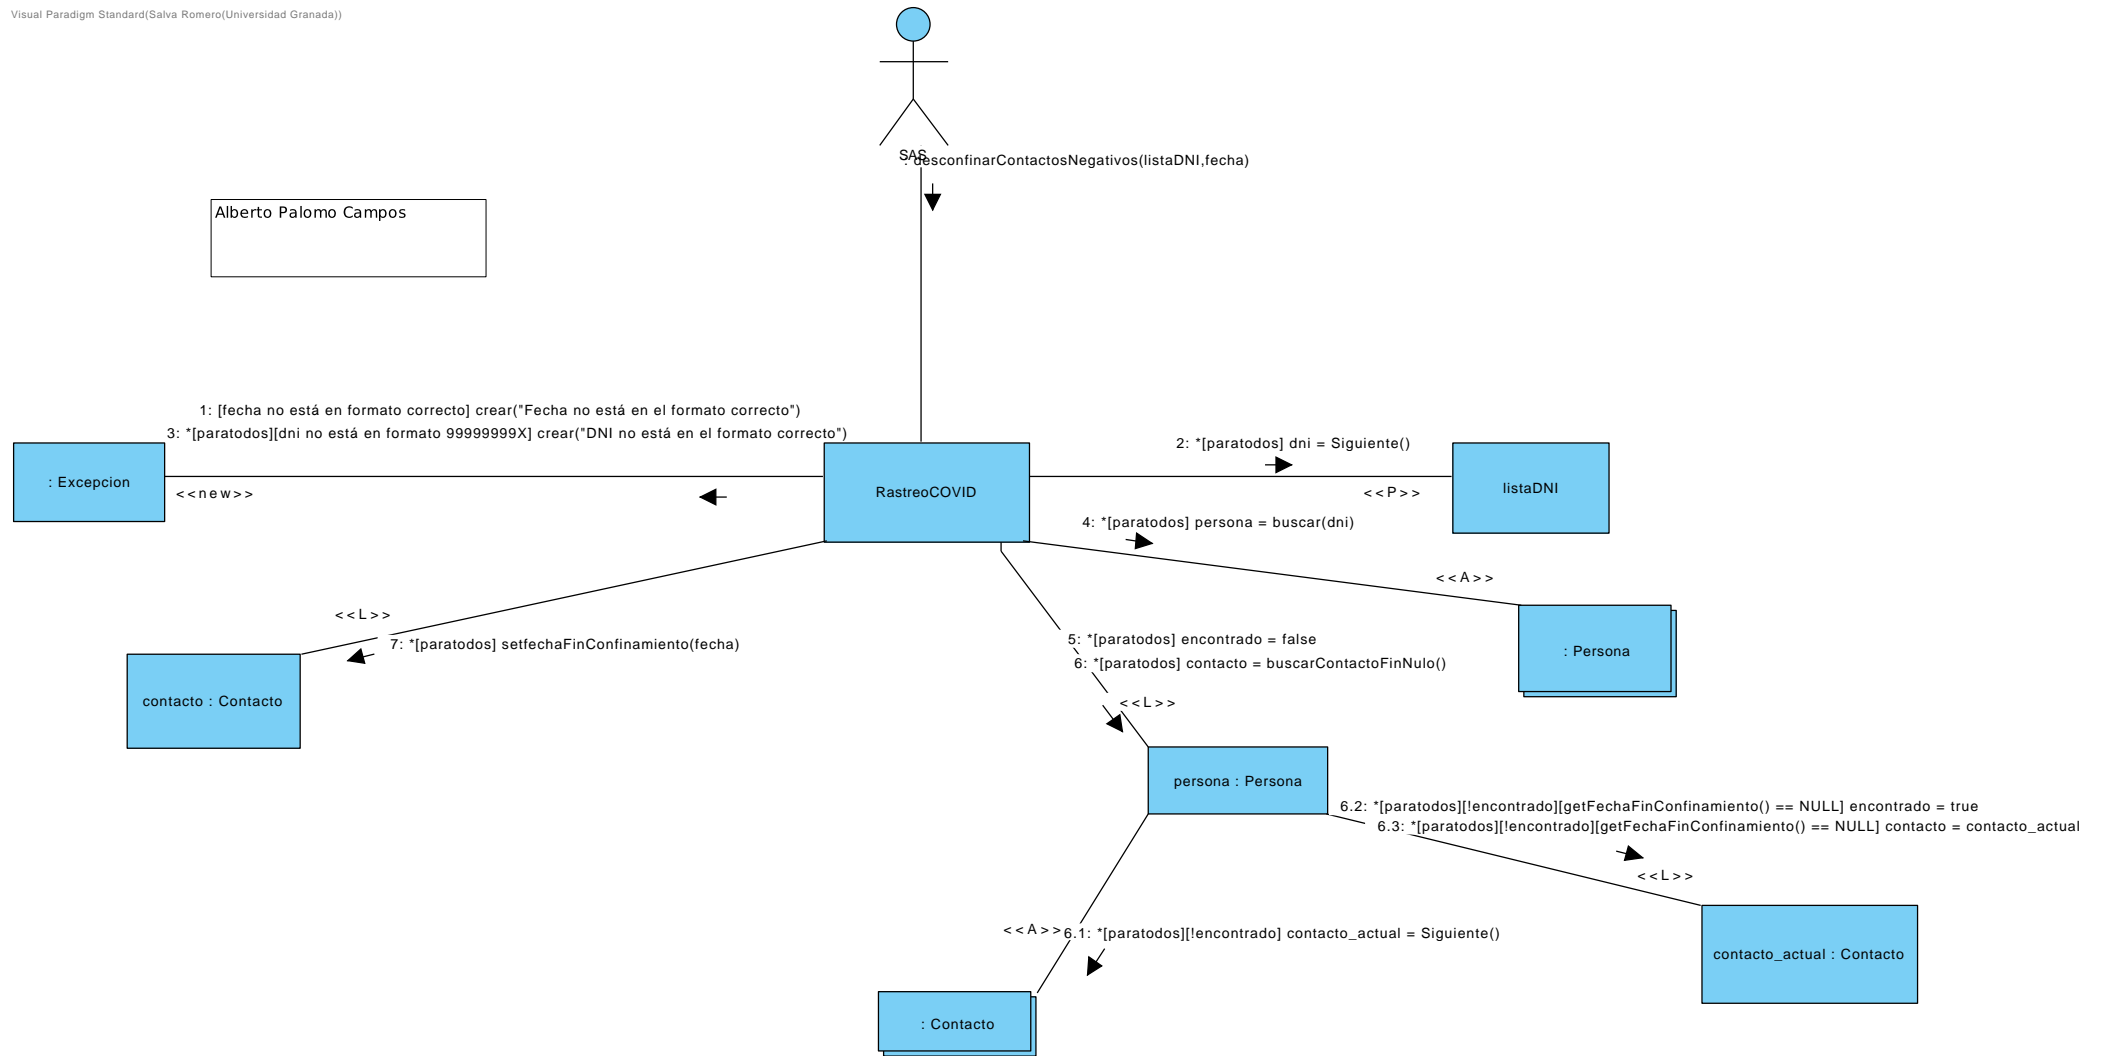 Visual Paradigm Standard(Salva Romero(Universidad Granada))
SAS
: desconfinarContactosNegativos(listaDNI,fecha)
Alberto Palomo Campos
1: [fecha no está en formato correcto] crear("Fecha no está en el formato correcto")
3: *[paratodos][dni no está en formato 99999999X] crear("DNI no está en el formato correcto")
2: *[paratodos] dni = Siguiente()
: Excepcion
<<new>>
RastreoCOVID
<<P>>
listaDNI
4: *[paratodos] persona = buscar(dni)
<<A>>
<<L>>
7: *[paratodos] setfechaFinConfinamiento(fecha)
5: *[paratodos] encontrado = false
6: *[paratodos] contacto = buscarContactoFinNulo()
: Persona
contacto : Contacto
<<L>>
persona : Persona
6.2: *[paratodos][!encontrado][getFechaFinConfinamiento() == NULL] encontrado = true
6.3: *[paratodos][!encontrado][getFechaFinConfinamiento() == NULL] contacto = contacto_actual
<<L>>
<<A>>
6.1: *[paratodos][!encontrado] contacto_actual = Siguiente()
contacto_actual : Contacto
: Contacto